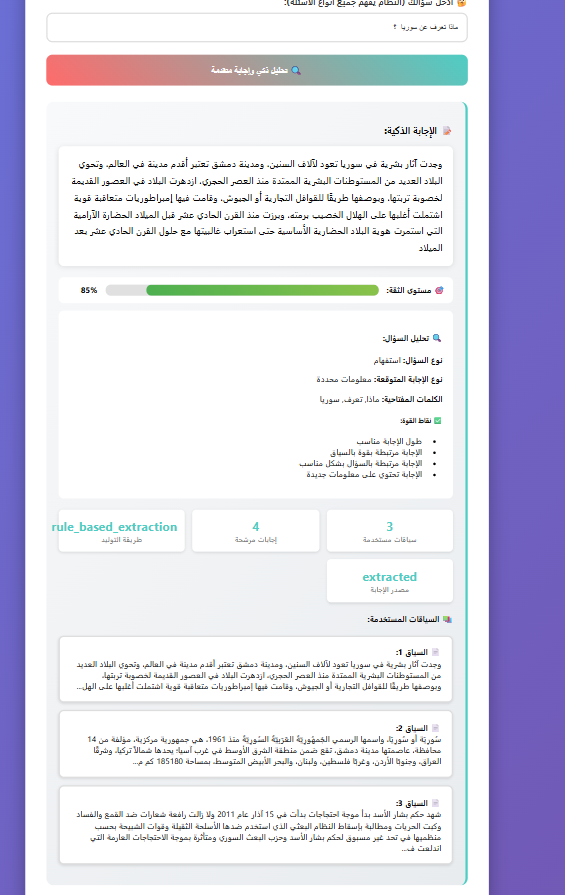 ادخل سؤالك (النظام يفهم جميع أنواع الأسئلة):
ماذا تعرف عن سوريا ؟
تحليل ذكي وإجابة متقدمة
الإجابة الذكية:
وجدت آثار بشرية في سوريا تعود لآلاف السنين، ومدينة دمشق تعتبر أقدم مدينة في العالم، وتحوي
البلاد العديد من المستوطنات البشرية الممتدة منذ العصر الحجري، ازدهرت البلاد في العصور القديمة
لخصوبة تربتها، وبوصفها طريقًا للقوافل التجارية أو الجيوش، وقامت فيها إمبراطوريات متعاقبة قوية
اشتملت أغلبها على الهلال الخصيب برمته، وبرزت منذ القرن الحادي عشر قبل الميلاد الحضارة الآرامية
التي استمرت هوية البلاد الحضارية الأساسية حتى استعراب غالبيتها مع حلول القرن الحادي عشر بعد
الميلاد
مستوى الثقة: 85%
تحليل السؤال:
نوع السؤال: استفهام
نوع الإجابة المتوقعة: معلومات محددة
الكلمات المفتاحية: ماذا, تعرف, سوريا
نقاط القوة:
طول الإجابة مناسب
الإجابة مرتبطة بقوة بالسياق
الإجابة مرتبطة بالسؤال بشكل مناسب
الإجابة تحتوي على معلومات جديدة
3
سياقات مستخدمة
4
إجابات مرشحة
rule_based_extraction
طريقة التوليد
extracted
مصدر الإجابة
السياقات المستخدمة:
السياق 1:
وجدت آثار بشرية في سوريا تعود لآلاف السنين، ومدينة دمشق تعتبر أقدم مدينة في العالم، وتحوي البلاد العديد
من المستوطنات البشرية الممتدة منذ العصر الحجري، ازدهرت البلاد في العصور القديمة لخصوبة تربتها،
وبوصفها طريقًا للقوافل التجارية أو الجيوش، وقامت فيها إمبراطوريات متعاقبة قوية اشتملت أغلبها على الهل...
السياق 2:
سُورِيَة أو سُورِيَا، واسمها الرسمي الجُمهُورِيَّةُ العَرَبيَّةُ السُورِيَّةُ منذ 1961، هي جمهورية مركزية، مؤلفة من 14
محافظة، عاصمتها مدينة دمشق، تقع ضمن منطقة الشرق الأوسط في غرب آسيا؛ يحدها شمالًا تركيا، وشرقًا
العراق، وجنوبًا الأردن، وغربًا فلسطين، ولبنان، والبحر الأبيض المتوسط، بمساحة 185180 كم م...
السياق 3:
شهد حكم بشار الأسد بدأ موجة احتجاجات بدأت في 15 آذار عام 2011 ولا زالت رافعة شعارات ضد القمع والفساد
وكبت الحريات ومطالبة بإسقاط النظام البعثي الذي استخدم ضدها الأسلحة الثقيلة وقوات الشبيحة بحسب
منظميها في تحد غير مسبوق لحكم بشار الأسد وحزب البعث السوري ومتأثرة بموجة الاحتجاجات العارمة التي
اندلعت ف...